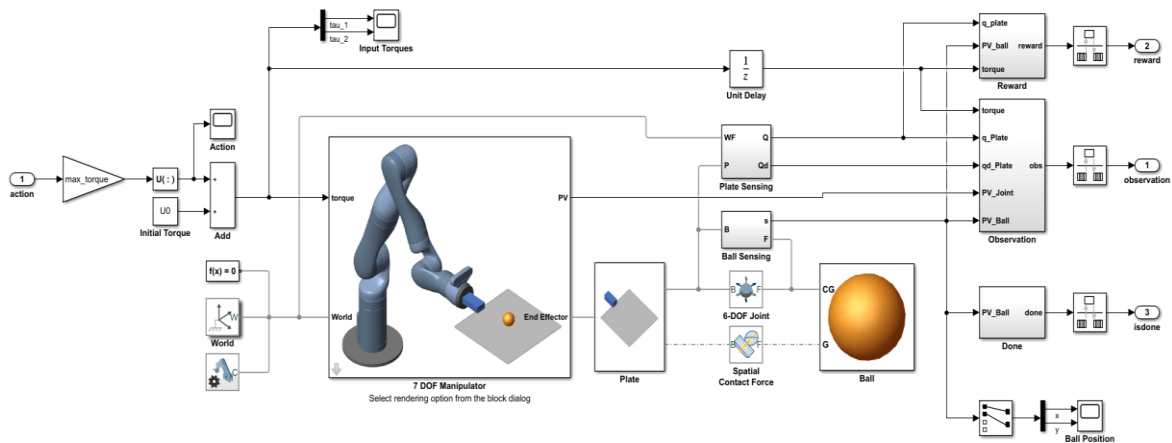 tau_1
tau_2
Input Torques
q_plate
PV_ball
reward
torque
Reward
2
reward
1
z
Unit Delay
Action
1
action
max_torque
U( : )
+
+
U0
Initial Torque
Add
torque
PV
World
End Effector
7 DOF Manipulator
Select rendering option from the block dialog
f(x) = 0
W
World
C
WF
Q
P
Qd
Plate Sensing
s
B
F
Ball Sensing
B
F
6-DOF Joint
B
F
Spatial
Contact Force
Plate
CG
G
Ball
torque
q_Plate
qd_Plate
obs
PV_Joint
PV_Ball
Observation
1
observation
PV_Ball
done
Done
3
isdone
x
y
Ball Position